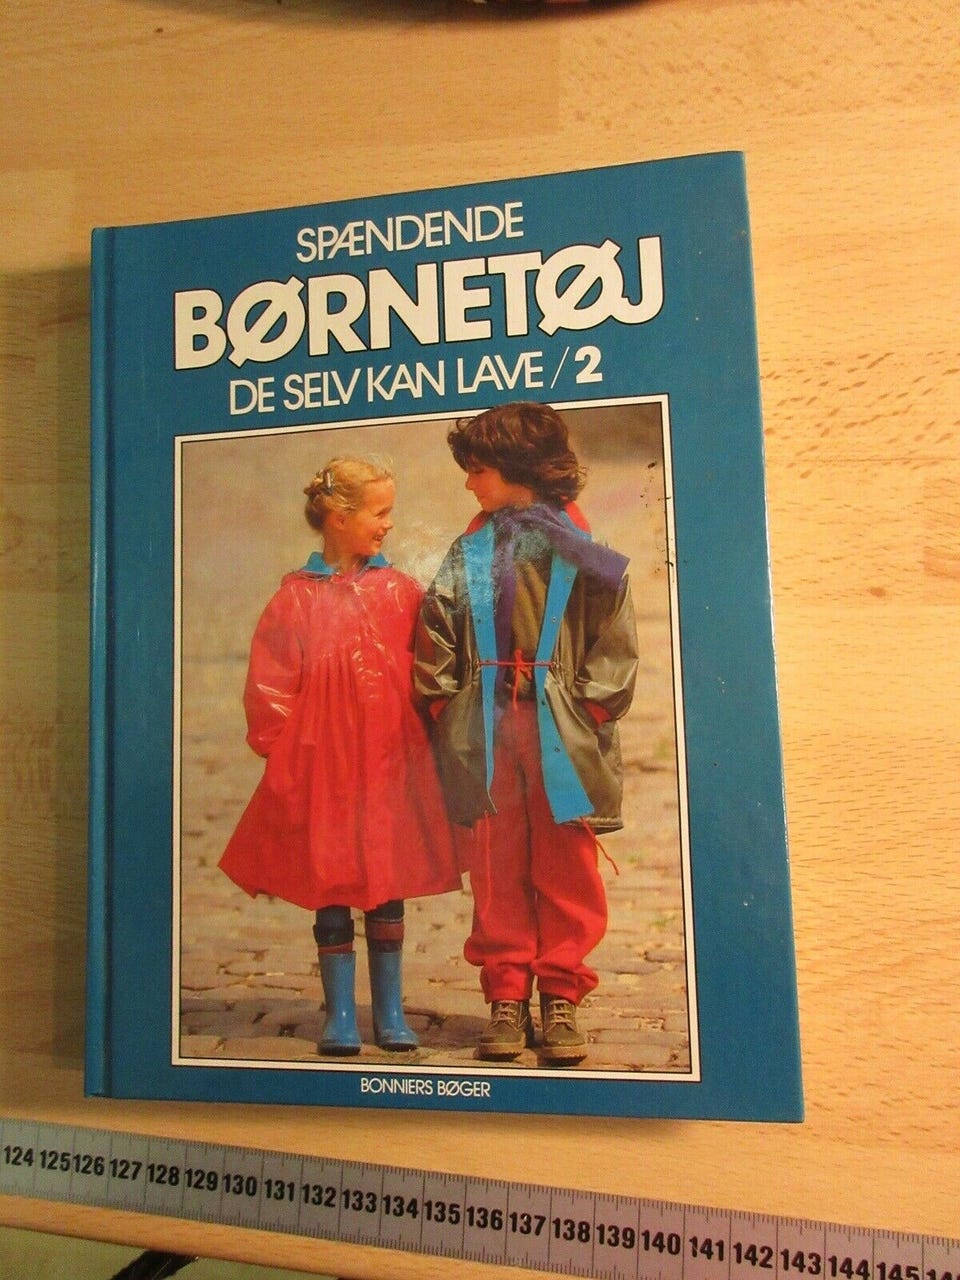 SPÆNDENDE
BØRNETØJ
DE SELV KAN LAVE / 2
BONNIERS BØGER
124 125 126 127 128 129 130 131 132 133 134 135 136 137 138 139 140 141 142 143 144 145